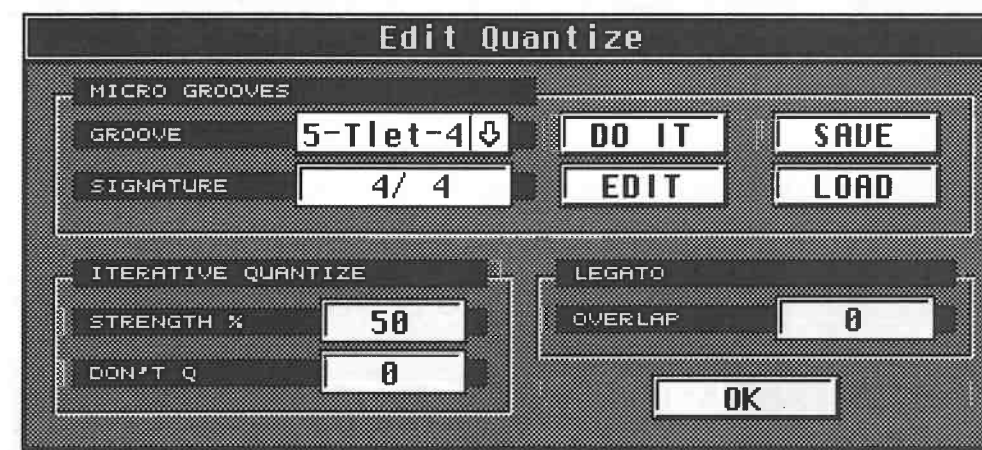 Edit Quantize
MICRO GROOVES
GROOVE 5-Tlet-4 DO IT SAVE
SIGNATURE 4/ 4 EDIT LOAD
ITERATIVE QUANTIZE LEGATO
STRENGTH % 50 OVERLAP 0
DON'T Q 0
OK